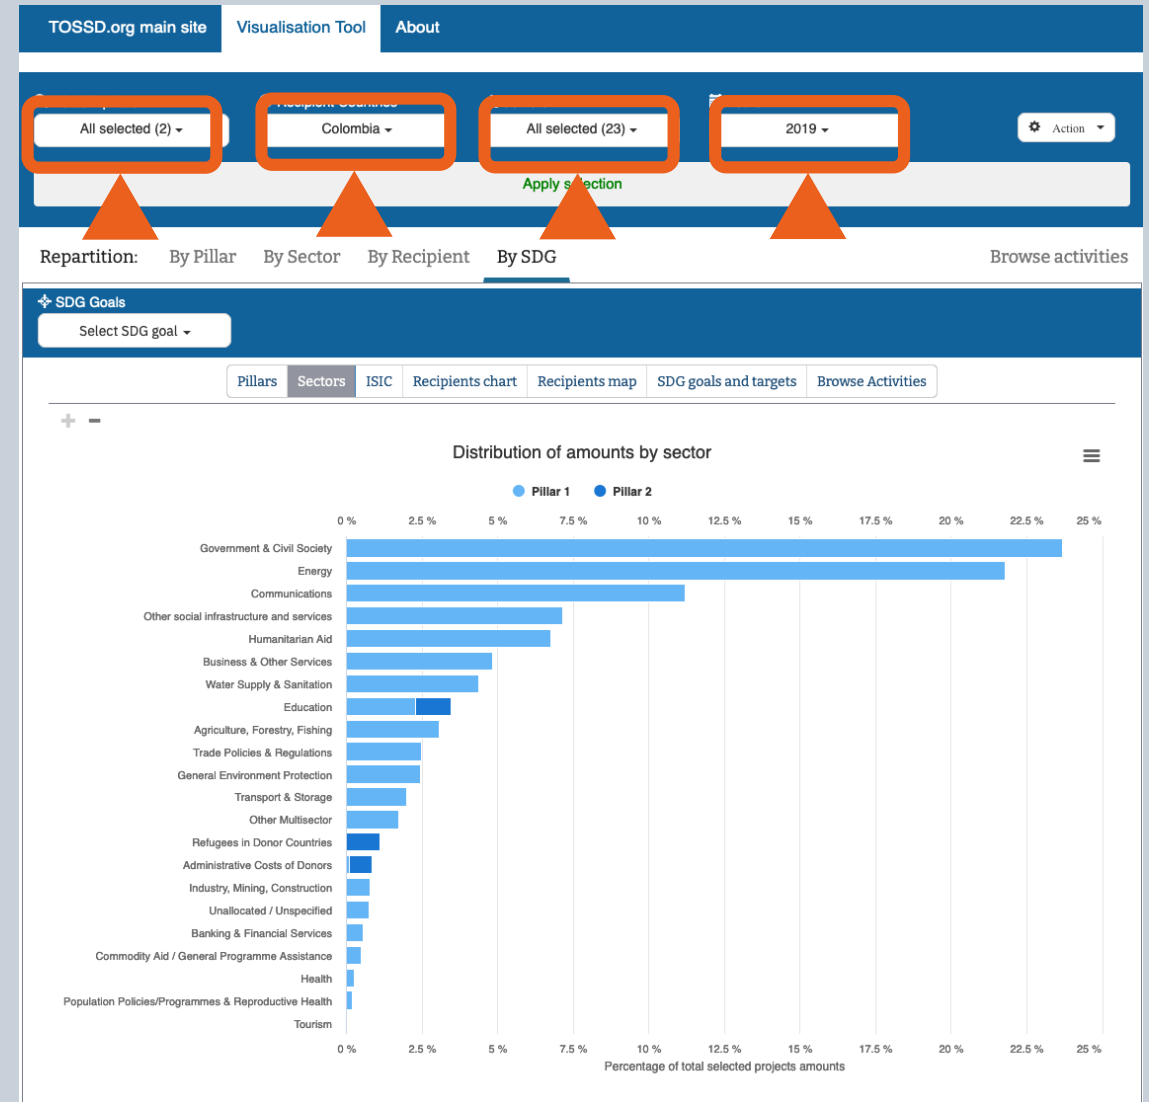 TOSSD.org main site Visualisation Tool About
Recipient Countries
All selected (2) Colombia All selected (23) 2019 Action
Apply selection
Repartition: By Pillar By Sector By Recipient By SDG Browse activities
SDG Goals
Select SDG goal
Pillars Sectors ISIC Recipients chart Recipients map SDG goals and targets Browse Activities
Distribution of amounts by sector
Pillar 1 Pillar 2
0 % 2.5 % 5 % 7.5 % 10 % 12.5 % 15 % 17.5 % 20 % 22.5 % 25 %
Government & Civil Society
Energy
Communications
Other social infrastructure and services
Humanitarian Aid
Business & Other Services
Water Supply & Sanitation
Education
Agriculture, Forestry, Fishing
Trade Policies & Regulations
General Environment Protection
Transport & Storage
Other Multisector
Refugees in Donor Countries
Administrative Costs of Donors
Industry, Mining, Construction
Unallocated / Unspecified
Banking & Financial Services
Commodity Aid / General Programme Assistance
Health
Population Policies/Programmes & Reproductive Health
Tourism
0 % 2.5 % 5 % 7.5 % 10 % 12.5 % 15 % 17.5 % 20 % 22.5 % 25 %
Percentage of total selected projects amounts